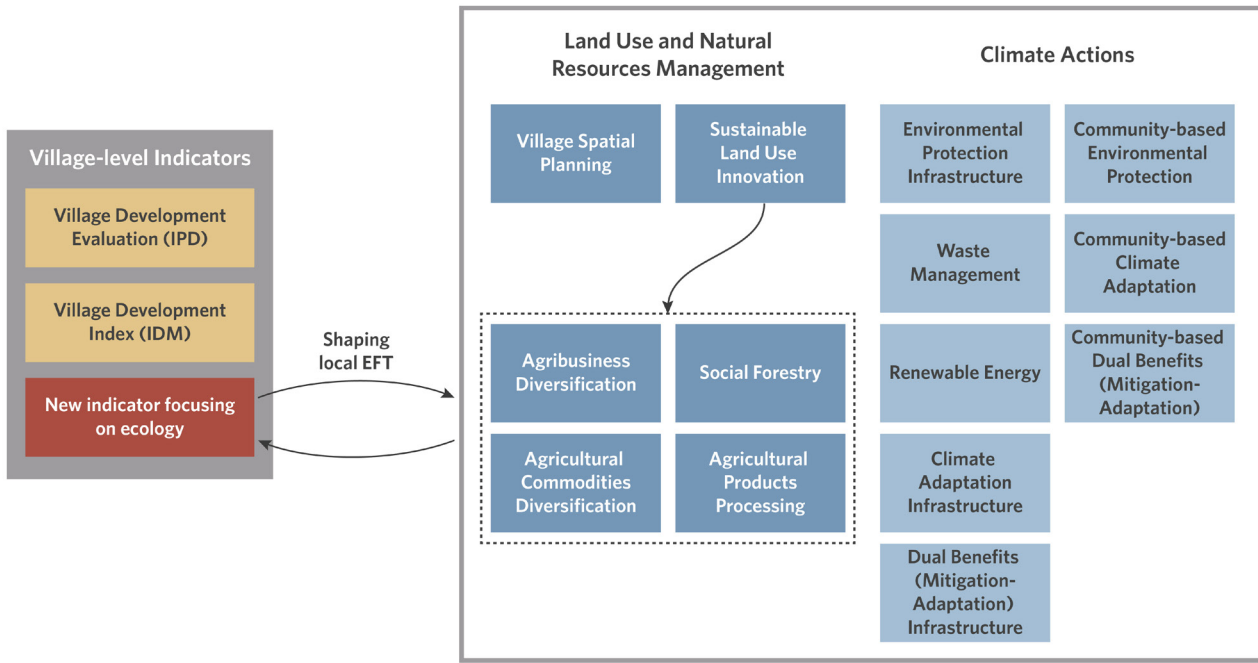 Village-level Indicators
Village Development
Evaluation (IPD)
Village Development
Index (IDM)
New indicator focusing
on ecology
Shaping
local EFT
Land Use and Natural
Resources Management
Village Spatial
Planning
Sustainable
Land Use
Innovation
Agribusiness
Diversification
Social Forestry
Agricultural
Commodities
Diversification
Agricultural
Products
Processing
Climate Actions
Environmental
Protection
Infrastructure
Community-based
Environmental
Protection
Waste
Management
Community-based
Climate
Adaptation
Renewable Energy
Community-based
Dual Benefits
(Mitigation-
Adaptation)
Climate
Adaptation
Infrastructure
Dual Benefits
(Mitigation-
Adaptation)
Infrastructure